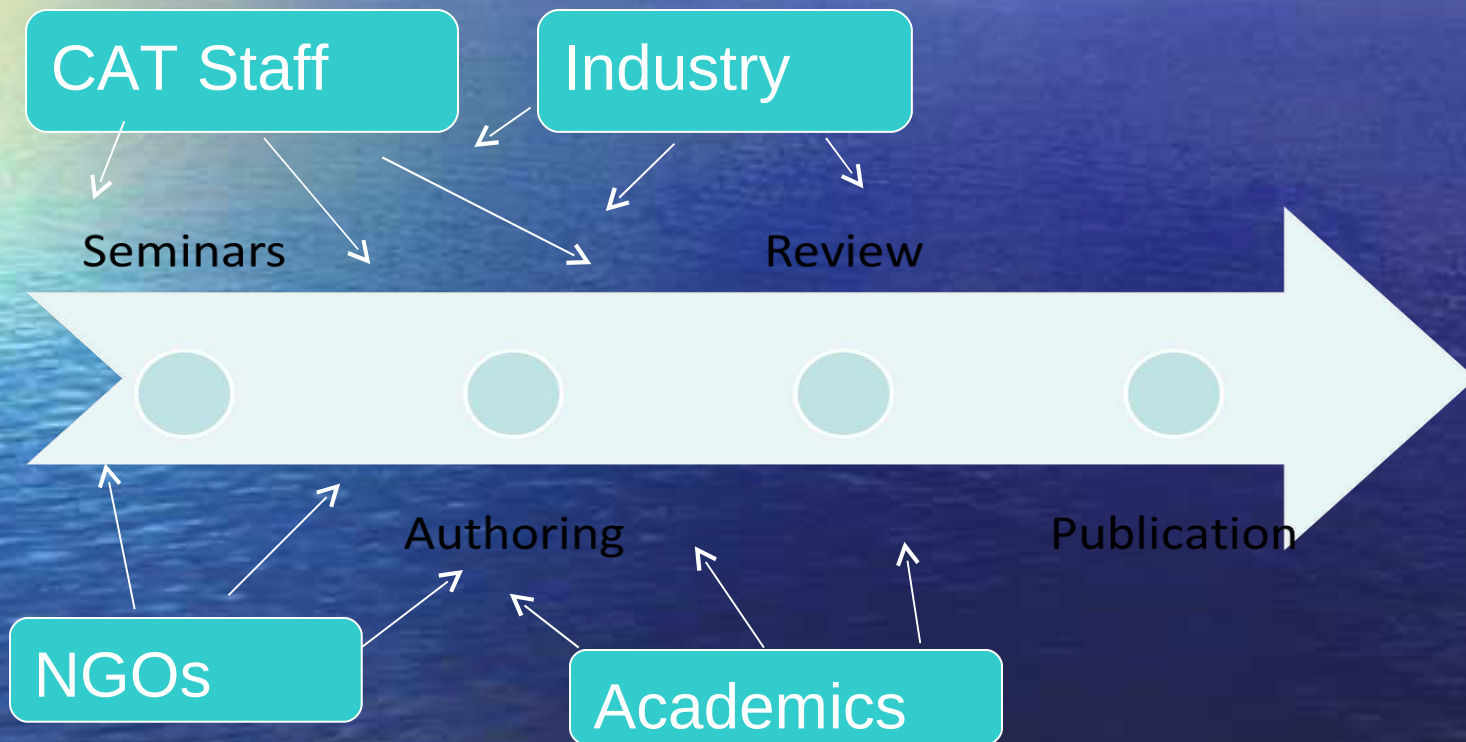 CAT Staff
Industry
Seminars
Review
Authoring
Publication
NGOs
Academics